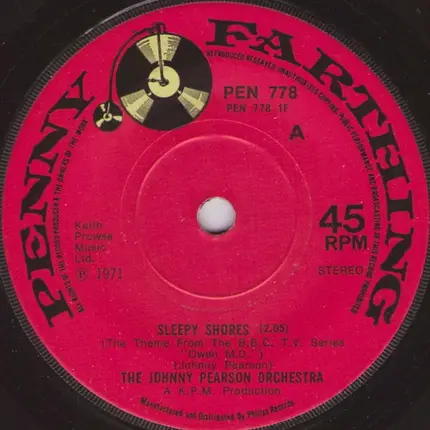 PENNY FARTHING
PEN 778
PEN 778 1F
A
45
RPM
STEREO
Keith
Prowse
Music
Ltd.
℗ 1971
SLEEPY SHORES (2.05)
(The Theme From The B.B.C. T.V. Series
Owen M.D.")
(Johnny Pearson)
THE JOHNNY PEARSON ORCHESTRA
A K.P.M. Production
Manufactured and Distributed By Philips Records.